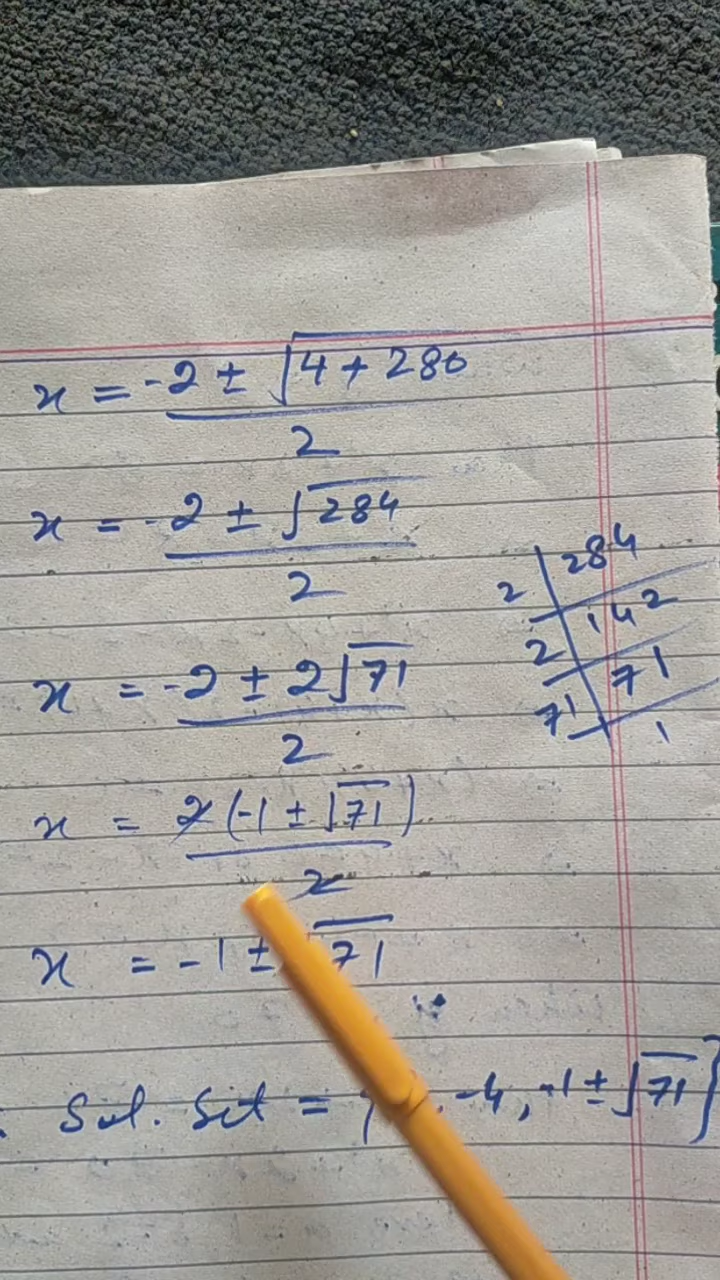 x = -2 ± √4 + 280
2
x = -2 ± √284
2
x = -2 ± 2√71
2
x = 2(-1 ± √71)
2
x = -1 ± √71
Sol. Set = { -4, -1 ± √71}
2 284
2 142
71 71
1